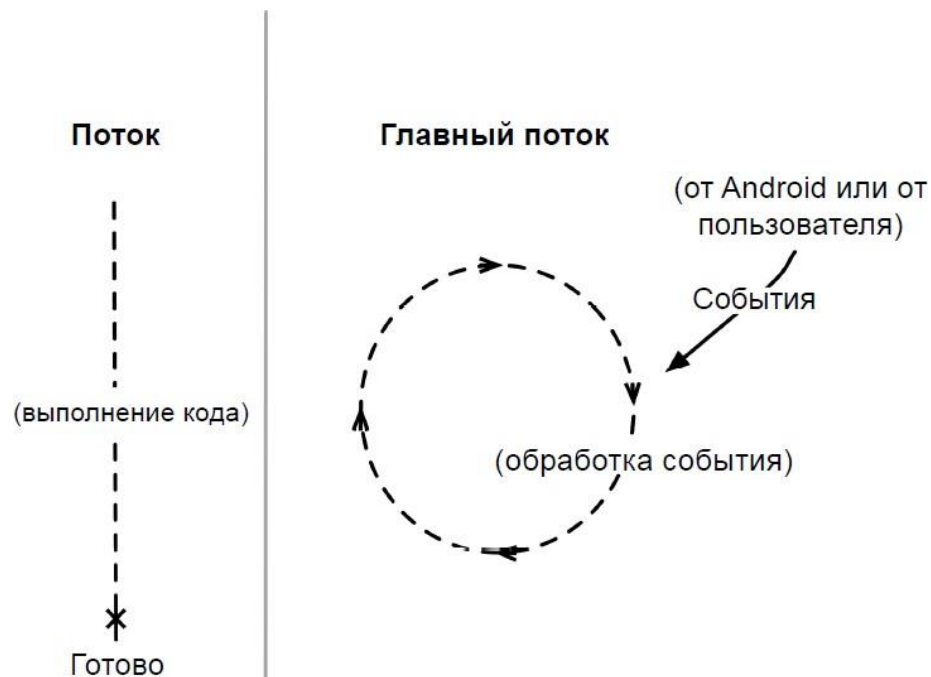 Поток
(выполнение кода)
Готово
Главный поток
(от Android или от
пользователя)
События
(обработка события)